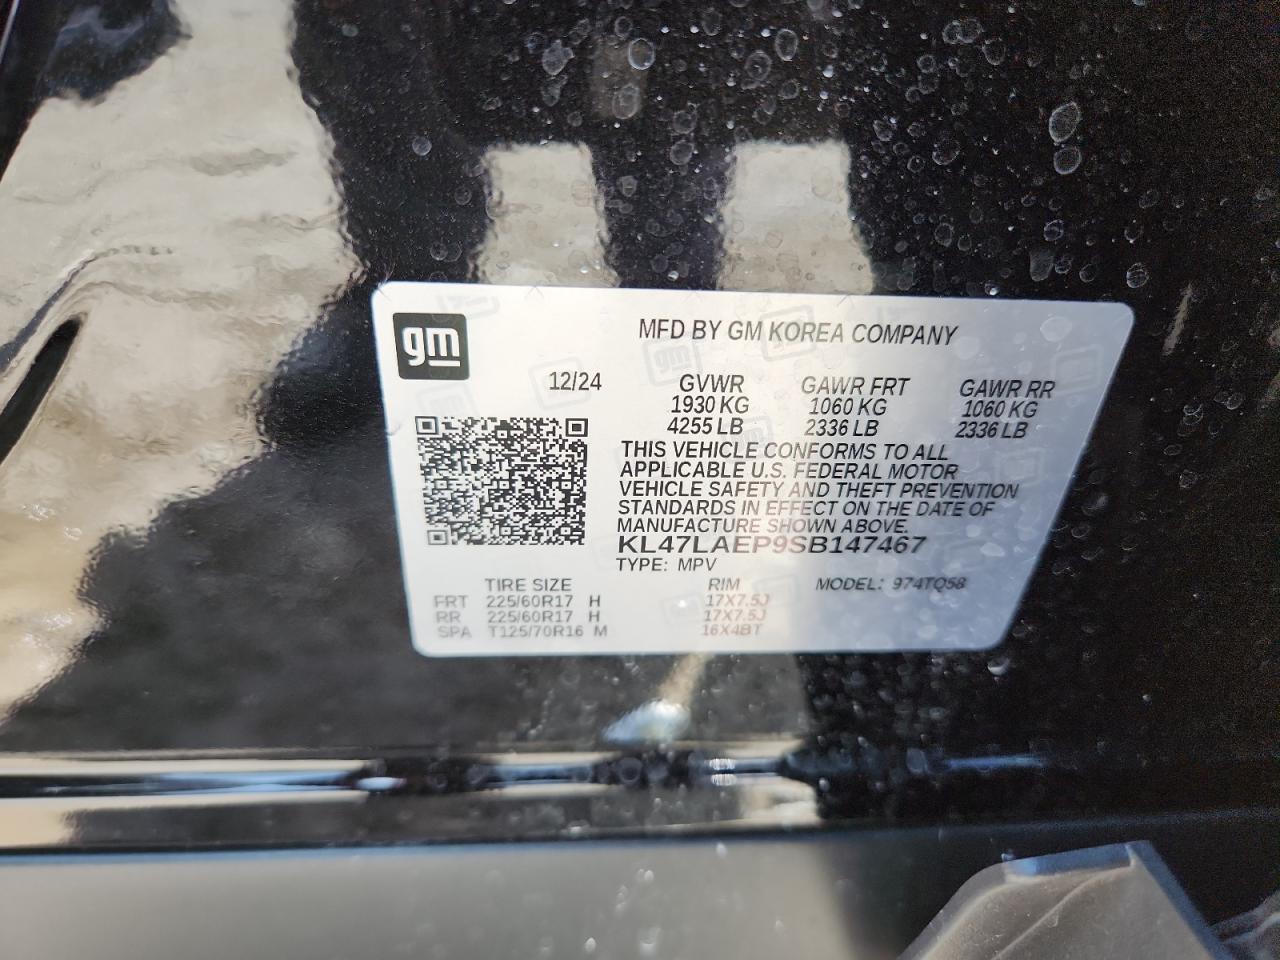 gm
MFD BY GM KOREA COMPANY
12/24 GVWR GAWR FRT GAWR RR
1930 KG 1060 KG 1060 KG
4255 LB 2336 LB 2336 LB
THIS VEHICLE CONFORMS TO ALL
APPLICABLE U.S. FEDERAL MOTOR
VEHICLE SAFETY AND THEFT PREVENTION
STANDARDS IN EFFECT ON THE DATE OF
MANUFACTURE SHOWN ABOVE.
KL47LAEP9SB147467
TYPE: MPV
TIRE SIZE RIM MODEL: 974TQ58
FRT 225/60R17 H 17X7.5J
RR 225/60R17 H 17X7.5J
SPA T125/70R16 M 16X4BT